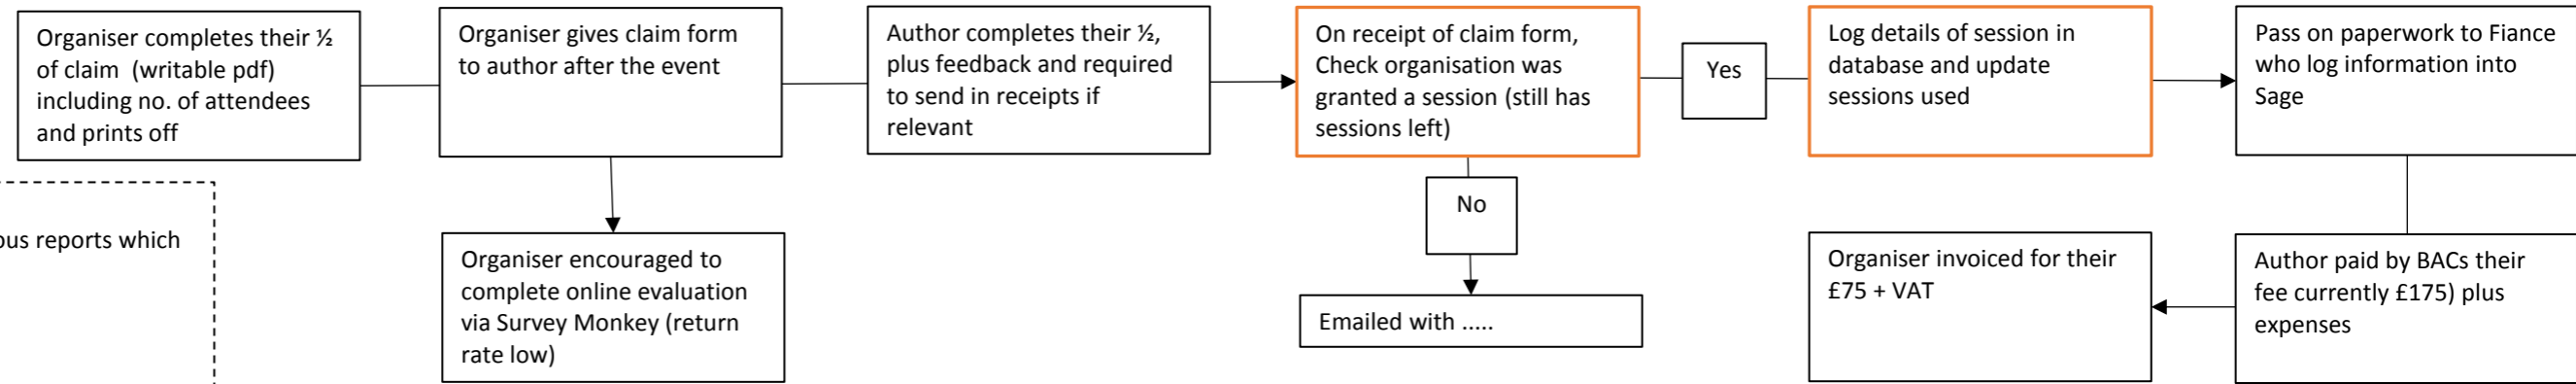 Organiser completes their ½
of claim (writable pdf)
including no. of attendees
and prints off
Organiser gives claim form
to author after the event
Author completes their ½,
plus feedback and required
to send in receipts if
relevant
On receipt of claim form,
Check organisation was
granted a session (still has
sessions left)
Yes
Log details of session in
database and update
sessions used
Pass on paperwork to Fiance
who log information into
Sage
No
Emailed with .....
ous reports which
Organiser encouraged to
complete online evaluation
via Survey Monkey (return
rate low)
Organiser invoiced for their
£75 + VAT
Author paid by BACs their
fee currently £175) plus
expenses